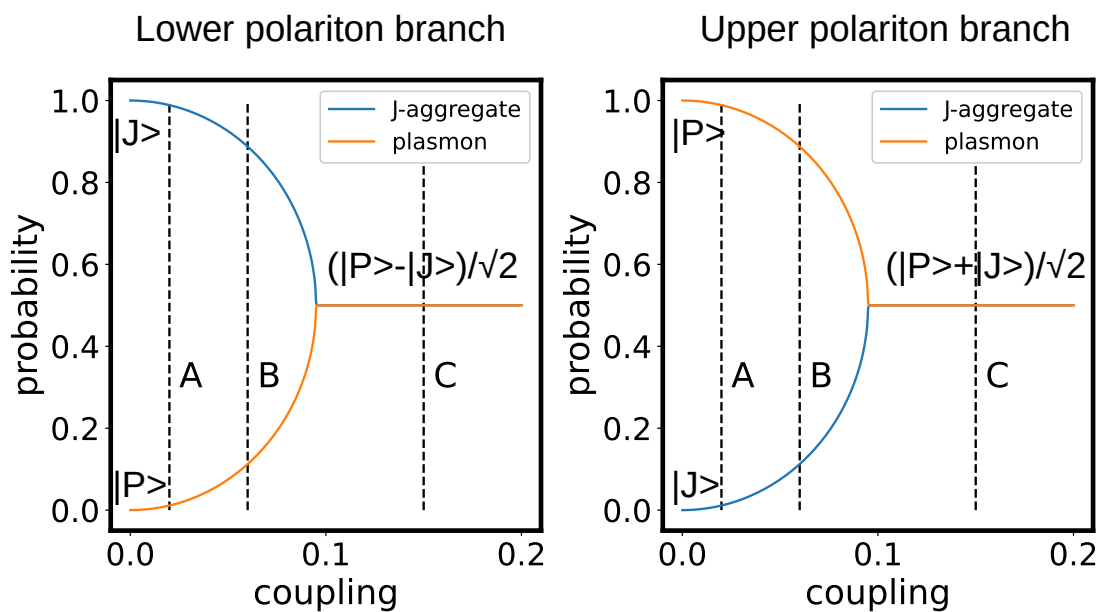 Lower polariton branch
1.0
0.8
0.6
0.4
0.2
0.0
probability
|J>
|P>
J-aggregate
plasmon
(|P>-|J>)/√2
A
B
C
0.0
0.1
0.2
coupling
Upper polariton branch
1.0
0.8
0.6
0.4
0.2
0.0
probability
|P>
|J>
J-aggregate
plasmon
(|P>+|J>)/√2
A
B
C
0.0
0.1
0.2
coupling